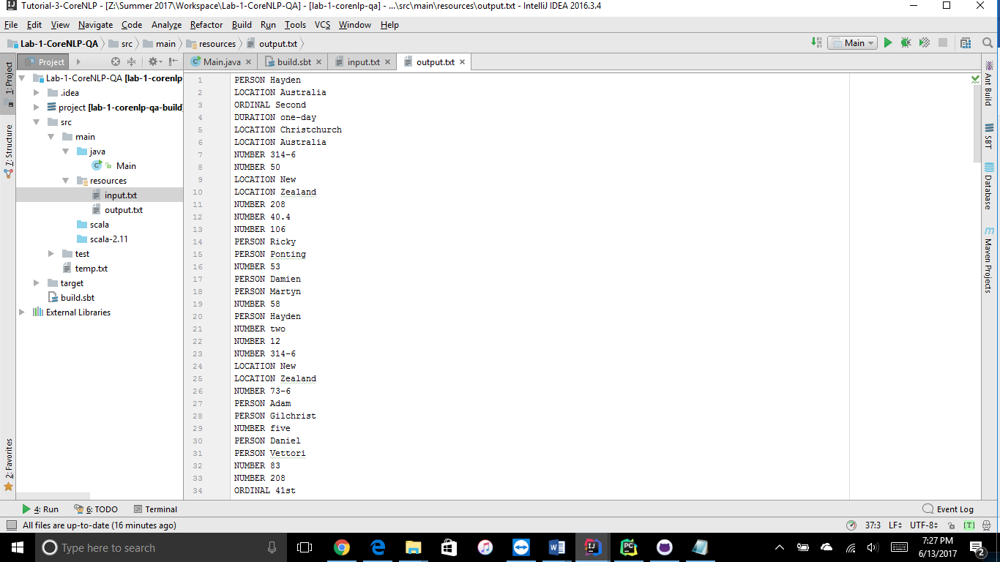 Tutorial-3-CoreNLP - [Z:\Summer 2017\Workspace\Lab-1-CoreNLP-QA] - [lab-1-corenlp-qa] - ...\src\main\resources\output.txt - IntelliJ IDEA 2016.3.4
File Edit View Navigate Code Analyze Refactor Build Run Tools VCS Window Help
Lab-1-CoreNLP-QA src main resources output.txt Main
Project Main.java build.sbt input.txt output.txt
1: Project
7: Structure
2: Favorites
Lab-1-CoreNLP-QA [lab-1-corenlp
.idea
project [lab-1-corenlp-qa-build]
src
main
java
Main
resources
input.txt
output.txt
scala
scala-2.11
test
temp.txt
target
build.sbt
External Libraries
1 PERSON Hayden
2 LOCATION Australia
3 ORDINAL Second
4 DURATION one-day
5 LOCATION Christchurch
6 LOCATION Australia
7 NUMBER 314-6
8 NUMBER 50
9 LOCATION New
10 LOCATION Zealand
11 NUMBER 208
12 NUMBER 40.4
13 NUMBER 106
14 PERSON Ricky
15 PERSON Ponting
16 NUMBER 53
17 PERSON Damien
18 PERSON Martyn
19 NUMBER 58
20 PERSON Hayden
21 NUMBER two
22 NUMBER 12
23 NUMBER 314-6
24 LOCATION New
25 LOCATION Zealand
26 NUMBER 73-6
27 PERSON Adam
28 PERSON Gilchrist
29 NUMBER five
30 PERSON Daniel
31 PERSON Vettori
32 NUMBER 83
33 NUMBER 208
34 ORDINAL 41st
Ant Build
SBT
Database
Maven Projects
4: Run 6: TODO Terminal Event Log
All files are up-to-date (16 minutes ago) 37:3 LF UTF-8 [T]
Type here to search
7:27 PM
6/13/2017
2